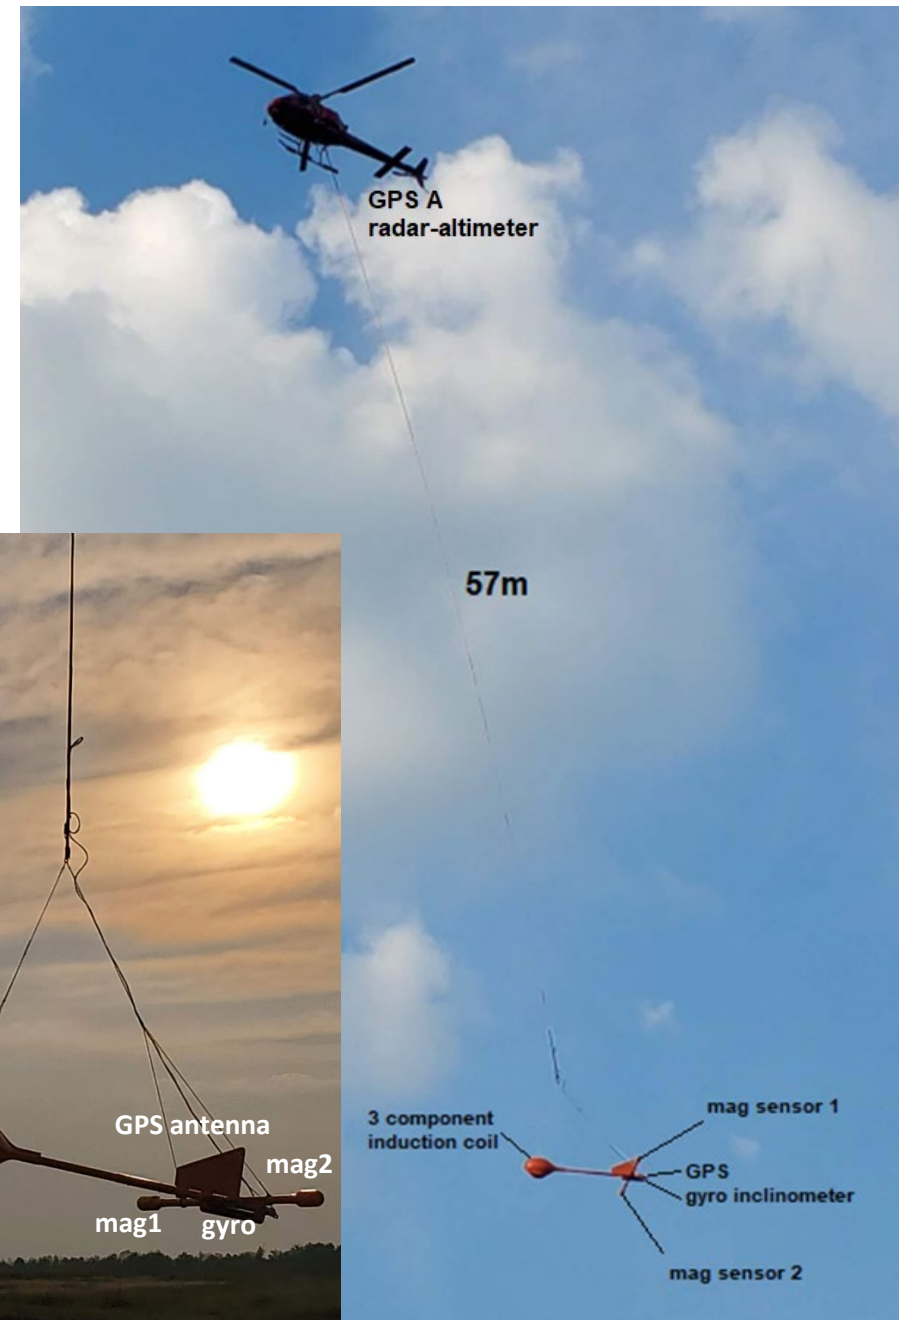 GPS A
radar-altimeter
57m
3 component
induction coil
mag sensor 1
GPS
gyro inclinometer
mag sensor 2
GPS antenna
mag2
mag1
gyro